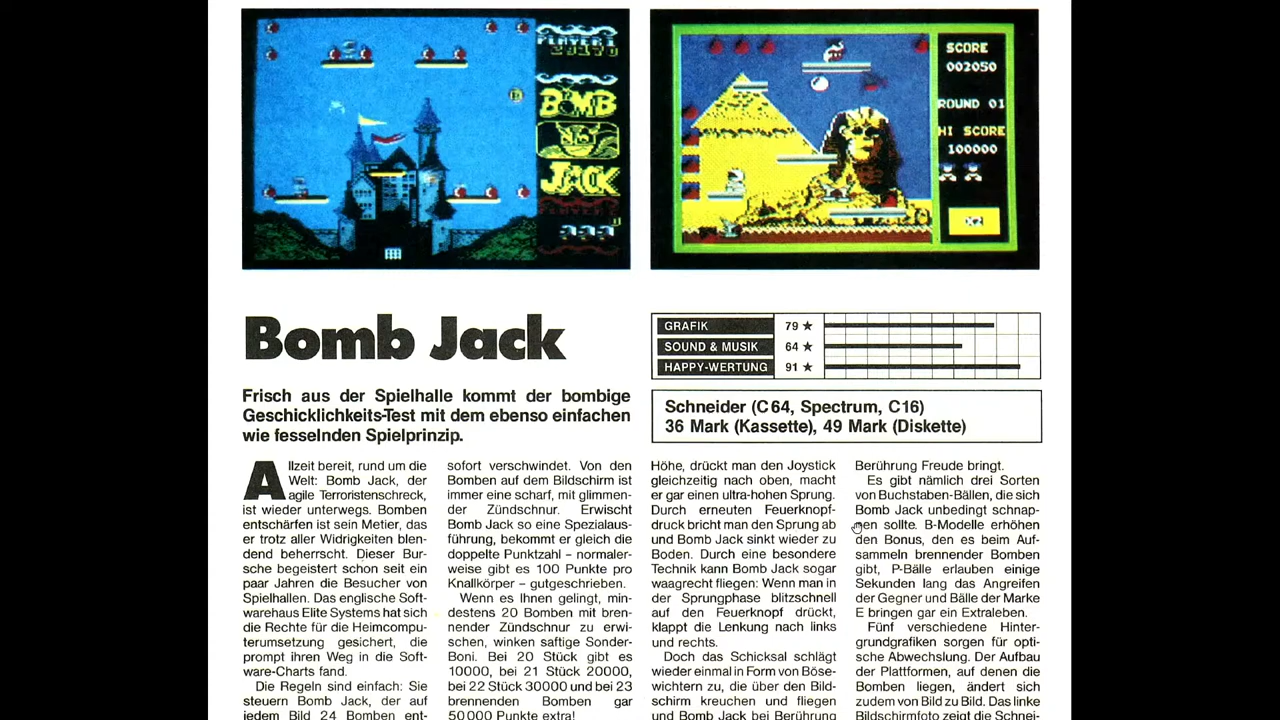 PLAYER1
BOMB
JACK
SCORE
002050
ROUND 01
HI SCORE
100000
Bomb Jack
GRAFIK 79 ★
SOUND & MUSIK 64 ★
HAPPY-WERTUNG 91 ★
Frisch aus der Spielhalle kommt der bombige
Geschicklichkeits-Test mit dem ebenso einfachen
wie fesselnden Spielprinzip.
Schneider (C 64, Spectrum, C 16)
36 Mark (Kassette), 49 Mark (Diskette)
Allzeit bereit, rund um die
Welt: Bomb Jack, der
agile Terroristenschreck,
ist wieder unterwegs. Bomben
entschärfen ist sein Metier, das
er trotz aller Widrigkeiten blen-
dend beherrscht. Dieser Bur-
sche begeistert schon seit ein
paar Jahren die Besucher von
Spielhallen. Das englische Soft-
warehaus Elite Systems hat sich
die Rechte für die Heimcompu-
terumsetzung gesichert, die
prompt ihren Weg in die Soft-
ware-Charts fand.
Die Regeln sind einfach: Sie
steuern Bomb Jack, der auf
jedem Bild 24 Bomben ent-
sofort verschwindet. Von den
Bomben auf dem Bildschirm ist
immer eine scharf, mit glimmen-
der Zündschnur. Erwischt
Bomb Jack so eine Spezialaus-
führung, bekommt er gleich die
doppelte Punktzahl – normaler-
weise gibt es 100 Punkte pro
Knallkörper – gutgeschrieben.
Wenn es Ihnen gelingt, min-
destens 20 Bomben mit bren-
nender Zündschnur zu erwi-
schen, winken saftige Sonder-
Boni. Bei 20 Stück gibt es
10000, bei 21 Stück 20000,
bei 22 Stück 30000 und bei 23
brennenden Bomben gar
50000 Punkte extra!
Höhe, drückt man den Joystick
gleichzeitig nach oben, macht
er gar einen ultra-hohen Sprung.
Durch erneuten Feuerknopf-
druck bricht man den Sprung ab
und Bomb Jack sinkt wieder zu
Boden. Durch eine besondere
Technik kann Bomb Jack sogar
waagrecht fliegen: Wenn man in
der Sprungphase blitzschnell
auf den Feuerknopf drückt,
klappt die Lenkung nach links
und rechts.
Doch das Schicksal schlägt
wieder einmal in Form von Böse-
wichtern zu, die über den Bild-
schirm kreuchen und fliegen
und Bomb Jack bei Berührung
Berührung Freude bringt.
Es gibt nämlich drei Sorten
von Buchstaben-Bällen, die sich
Bomb Jack unbedingt schnap-
pen sollte. B-Modelle erhöhen
den Bonus, den es beim Auf-
sammeln brennender Bomben
gibt, P-Bälle erlauben einige
Sekunden lang das Angreifen
der Gegner und Bälle der Marke
E bringen gar ein Extraleben.
Fünf verschiedene Hinter-
grundgrafiken sorgen für opti-
sche Abwechslung. Der Aufbau
der Plattformen, auf denen die
Bomben liegen, ändert sich
zudem von Bild zu Bild. Das linke
Bildschirmfoto zeigt die Schnei-